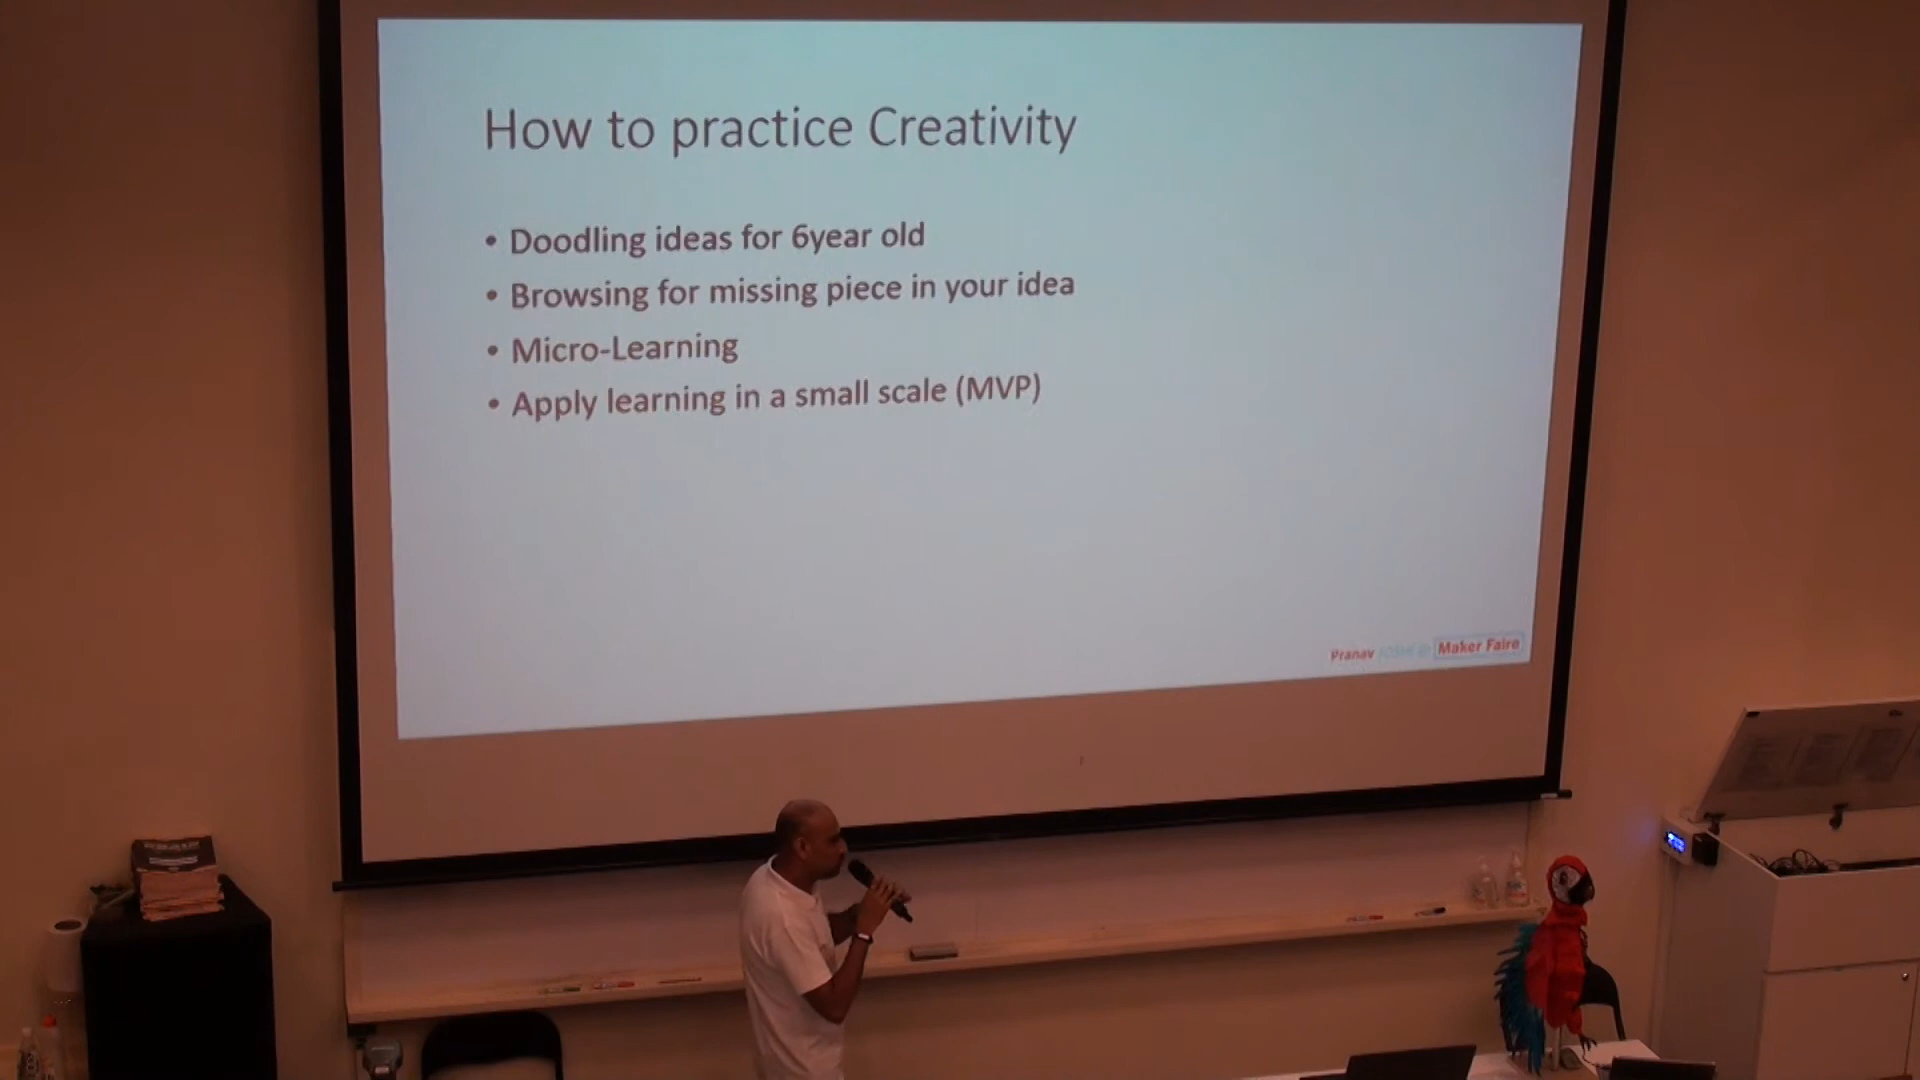 How to practice Creativity
• Doodling ideas for 6year old
• Browsing for missing piece in your idea
• Micro-Learning
• Apply learning in a small scale (MVP)
Pranav JOSHI @ Maker Faire